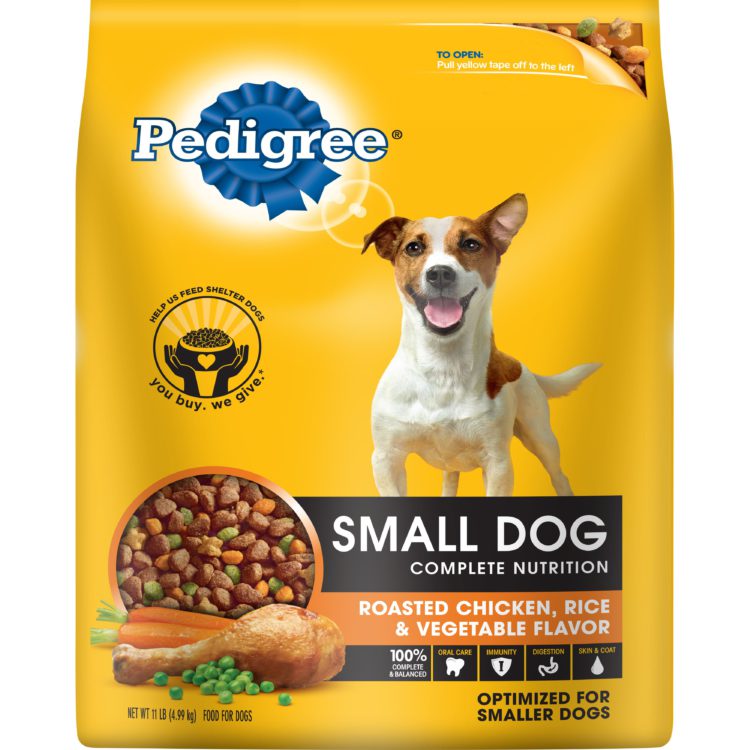 TO OPEN:
Pull yellow tape off to the left
Pedigree®
HELP US FEED SHELTER DOGS
you buy. we give.*
SMALL DOG
COMPLETE NUTRITION
ROASTED CHICKEN, RICE
& VEGETABLE FLAVOR
100%
COMPLETE
& BALANCED
ORAL CARE
IMMUNITY
DIGESTION
SKIN & COAT
OPTIMIZED FOR
SMALLER DOGS
NET WT 11 LB (4.99 kg) FOOD FOR DOGS